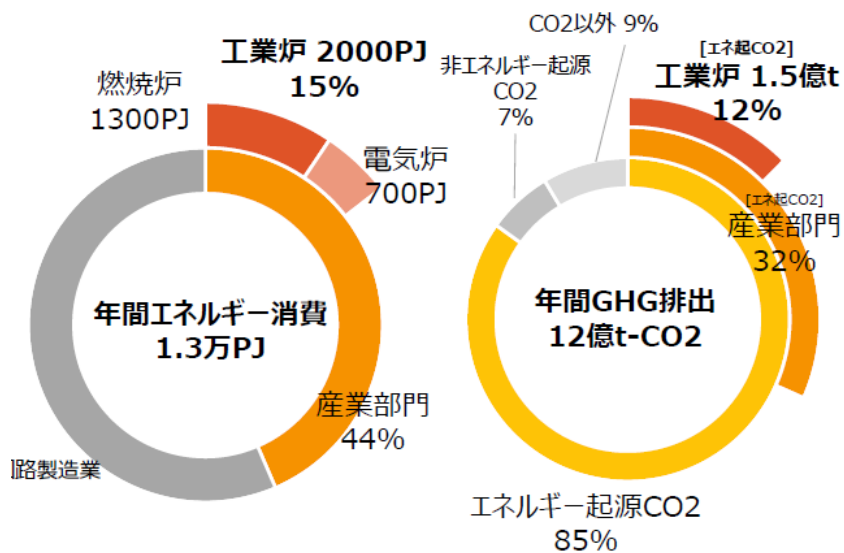 工業炉 2000PJ
15%
燃焼炉
1300PJ
電気炉
700PJ
年間エネルギー消費
1.3万PJ
産業部門
44%
路製造業
CO2以外 9%
非エネルギー起源
CO2
7%
[エネ起CO2]
工業炉 1.5億t
12%
[エネ起CO2]
産業部門
32%
年間GHG排出
12億t-CO2
エネルギー起源CO2
85%